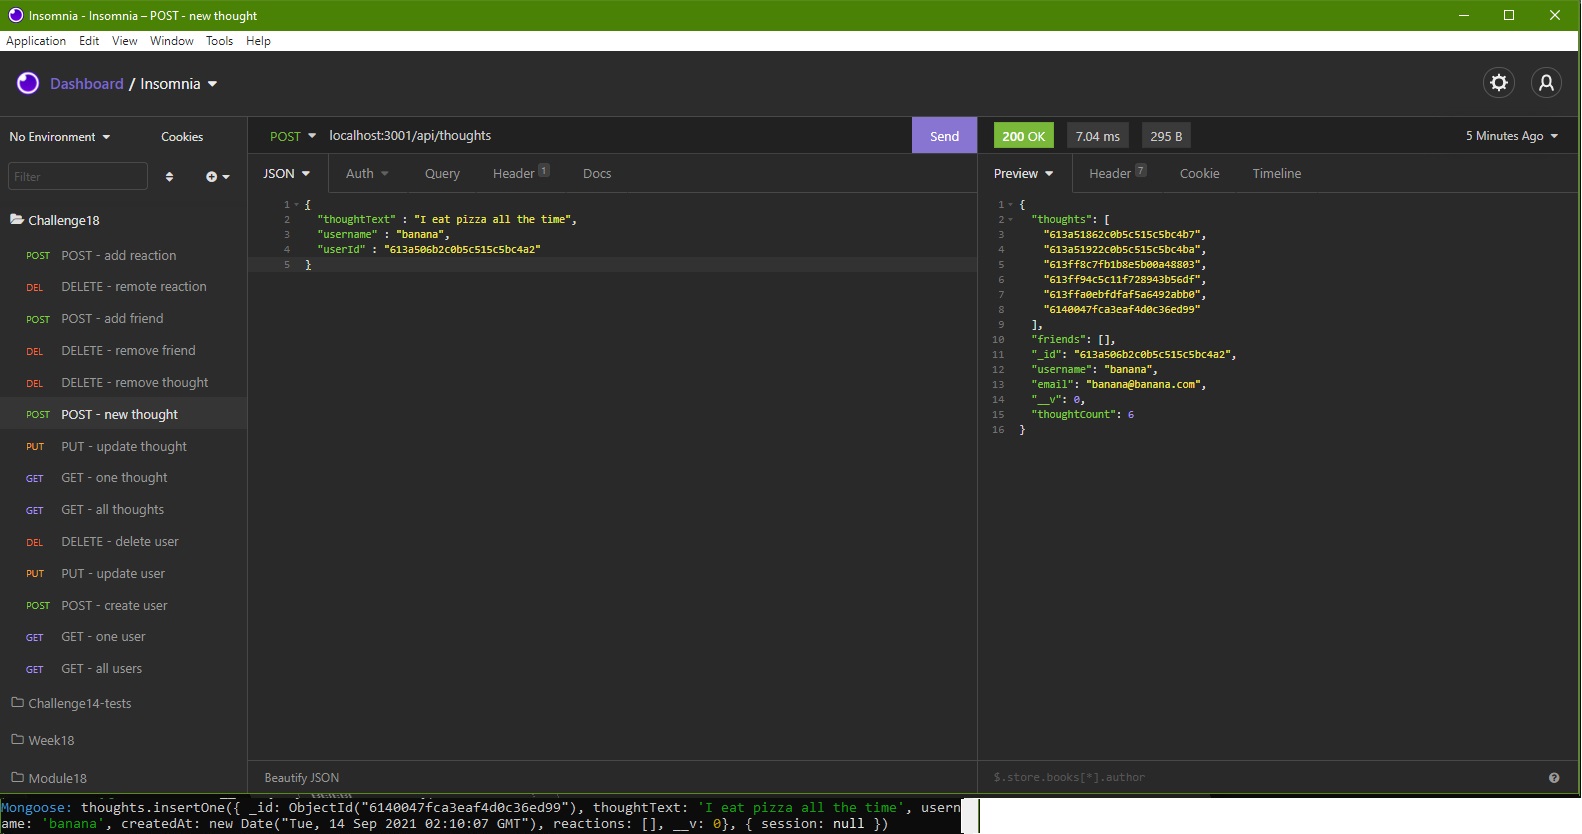 Insomnia - Insomnia – POST - new thought
Application Edit View Window Tools Help
Dashboard / Insomnia
No Environment Cookies
Filter
Challenge18
POST POST - add reaction
DEL DELETE - remote reaction
POST POST - add friend
DEL DELETE - remove friend
DEL DELETE - remove thought
POST POST - new thought
PUT PUT - update thought
GET GET - one thought
GET GET - all thoughts
DEL DELETE - delete user
PUT PUT - update user
POST POST - create user
GET GET - one user
GET GET - all users
Challenge14-tests
Week18
Module18
POST localhost:3001/api/thoughts Send
JSON Auth Query Header 1 Docs
1 {
2 "thoughtText" : "I eat pizza all the time",
3 "username" : "banana",
4 "userId" : "613a506b2c0b5c515c5bc4a2"
5 }
Beautify JSON
200 OK 7.04 ms 295 B 5 Minutes Ago
Preview Header 7 Cookie Timeline
1 {
2 "thoughts": [
3 "613a51862c0b5c515c5bc4b7",
4 "613a51922c0b5c515c5bc4ba",
5 "613ff8c7fb1b8e5b00a48803",
6 "613ff94c5c11f728943b56df",
7 "613ffa0ebfdfaf5a6492abb0",
8 "6140047fca3eaf4d0c36ed99"
9 ],
10 "friends": [],
11 "_id": "613a506b2c0b5c515c5bc4a2",
12 "username": "banana",
13 "email": "banana@banana.com",
14 "__v": 0,
15 "thoughtCount": 6
16 }
$.store.books[*].author
Mongoose: thoughts.insertOne({ _id: ObjectId("6140047fca3eaf4d0c36ed99"), thoughtText: 'I eat pizza all the time', usern
ame: 'banana', createdAt: new Date("Tue, 14 Sep 2021 02:10:07 GMT"), reactions: [], __v: 0}, { session: null })